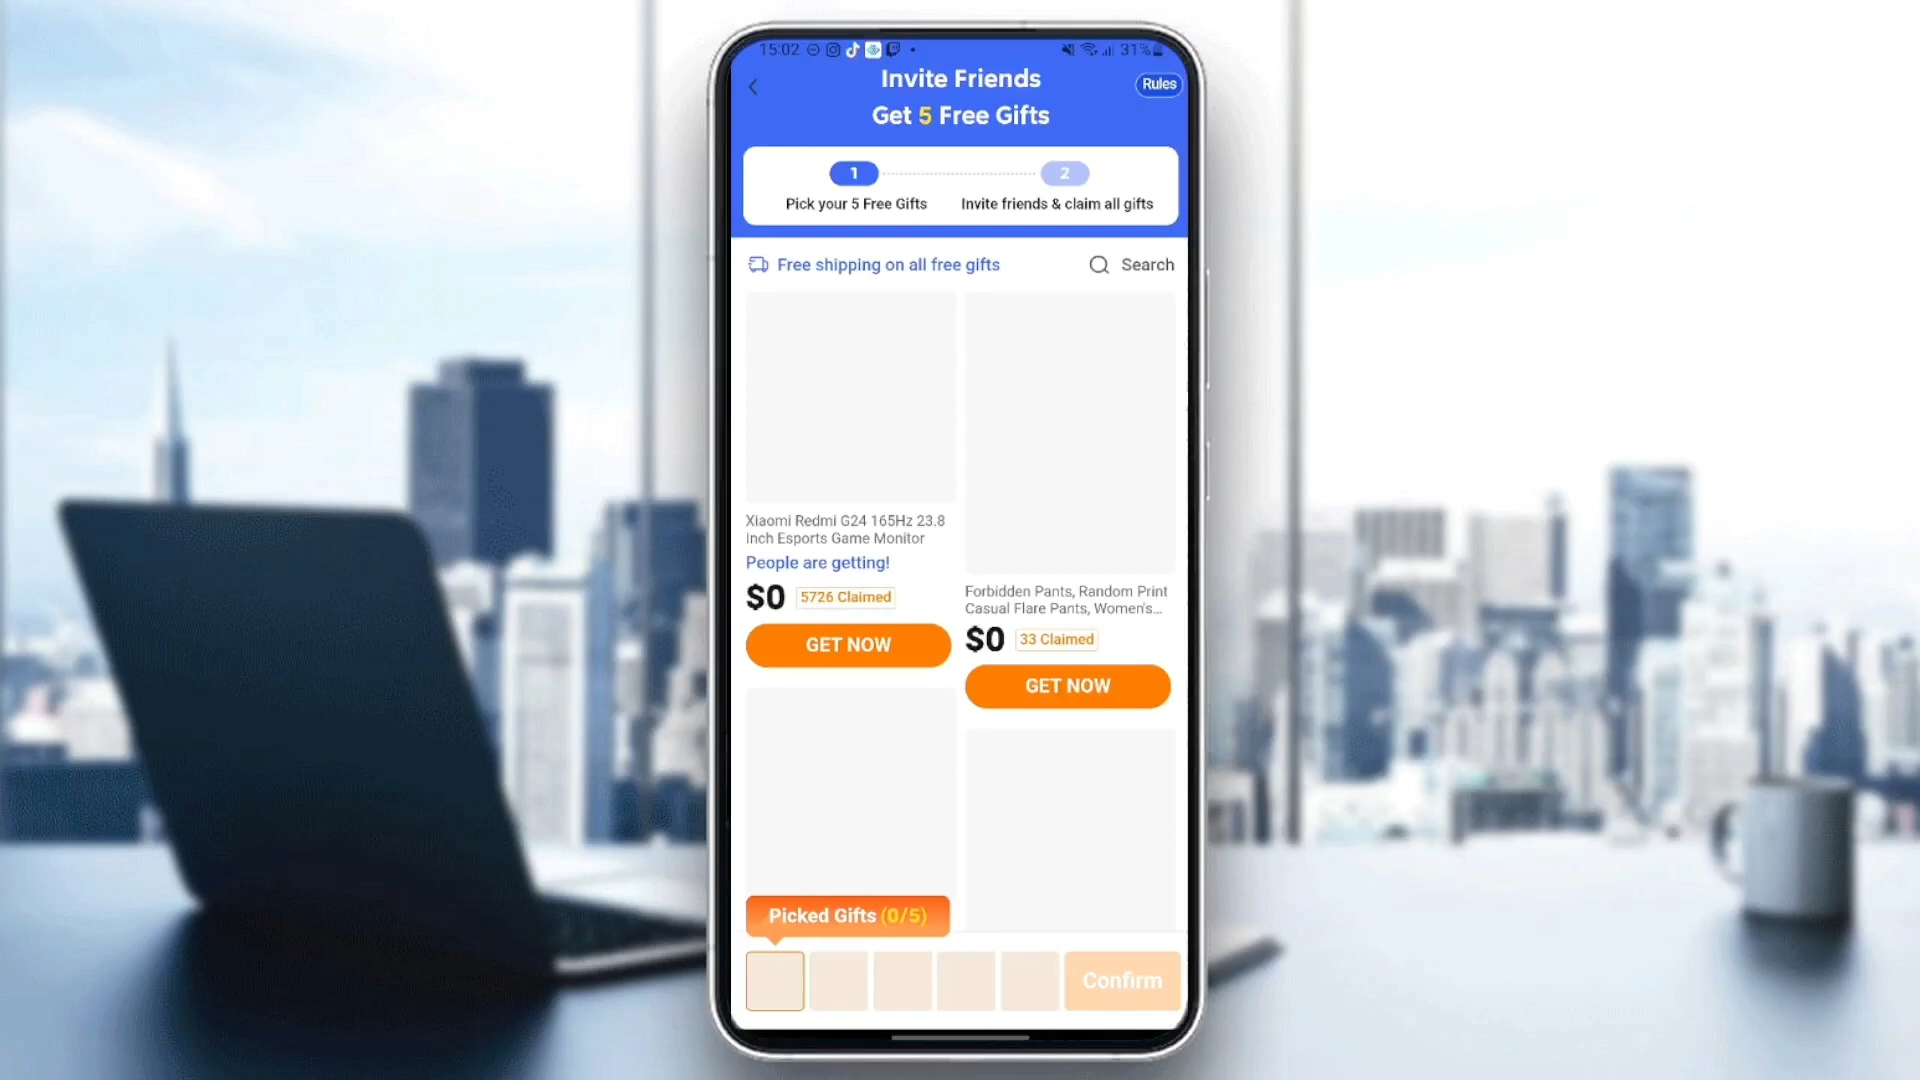 15:02
31%
Invite Friends
Rules
Get 5 Free Gifts
1
2
Pick your 5 Free Gifts
Invite friends & claim all gifts
Free shipping on all free gifts
Search
Xiaomi Redmi G24 165Hz 23.8
Inch Esports Game Monitor
People are getting!
$0
5726 Claimed
GET NOW
Forbidden Pants, Random Print
Casual Flare Pants, Women's...
$0
33 Claimed
GET NOW
Picked Gifts (0/5)
Confirm